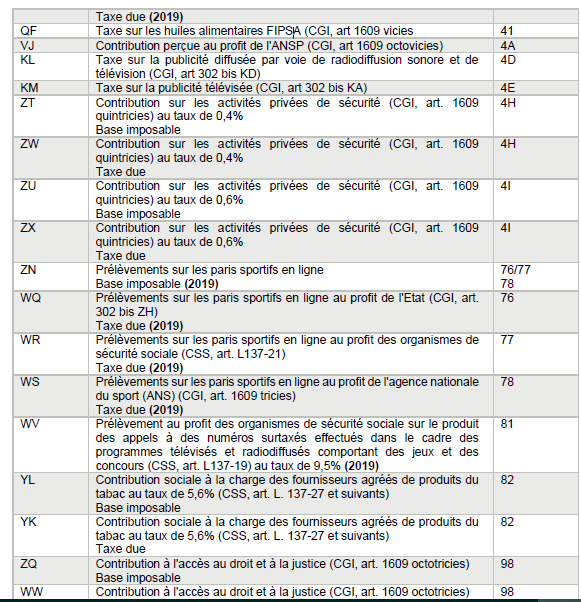 Taxe due (2019)
QF Taxe sur les huiles alimentaires FIPSA (CGI, art 1609 vicies 41
VJ Contribution perçue au profit de l'ANSP (CGI, art 1609 octovicies) 4A
KL Taxe sur la publicité diffusée par voie de radiodiffusion sonore et de 4D
télévision (CGI, art 302 bis KD)
KM Taxe sur la publicité télévisée (CGI, art 302 bis KA) 4E
ZT Contribution sur les activités privées de sécurité (CGI, art. 1609 4H
quintricies) au taux de 0,4%
Base imposable
ZW Contribution sur les activités privées de sécurité (CGI, art. 1609 4H
quintricies) au taux de 0,4%
Taxe due
ZU Contribution sur les activités privées de sécurité (CGI, art. 1609 4I
quintricies) au taux de 0,6%
Base imposable
ZX Contribution sur les activités privées de sécurité (CGI, art. 1609 4I
quintricies) au taux de 0,6%
Taxe due
ZN Prélèvements sur les paris sportifs en ligne 76/77
Base imposable (2019) 78
WQ Prélèvements sur les paris sportifs en ligne au profit de l'Etat (CGI, art. 76
302 bis ZH)
Taxe due (2019)
WR Prélèvements sur les paris sportifs en ligne au profit des organismes de 77
sécurité sociale (CSS, art. L137-21)
Taxe due (2019)
WS Prélèvements sur les paris sportifs en ligne au profit de l'agence nationale 78
du sport (ANS) (CGI, art. 1609 tricies)
Taxe due (2019)
WV Prélèvement au profit des organismes de sécurité sociale sur le produit 81
des appels à des numéros surtaxés effectués dans le cadre des
programmes télévisés et radiodiffusés comportant des jeux et des
concours (CSS, art. L137-19) au taux de 9,5% (2019)
YL Contribution sociale à la charge des fournisseurs agréés de produits du 82
tabac au taux de 5,6% (CSS, art. L. 137-27 et suivants)
Base imposable
YK Contribution sociale à la charge des fournisseurs agréés de produits du 82
tabac au taux de 5,6% (CSS, art. L. 137-27 et suivants)
Taxe due
ZQ Contribution à l'accès au droit et à la justice (CGI, art. 1609 octotricies) 98
Base imposable
WW Contribution à l'accès au droit et à la justice (CGI, art. 1609 octotricies) 98